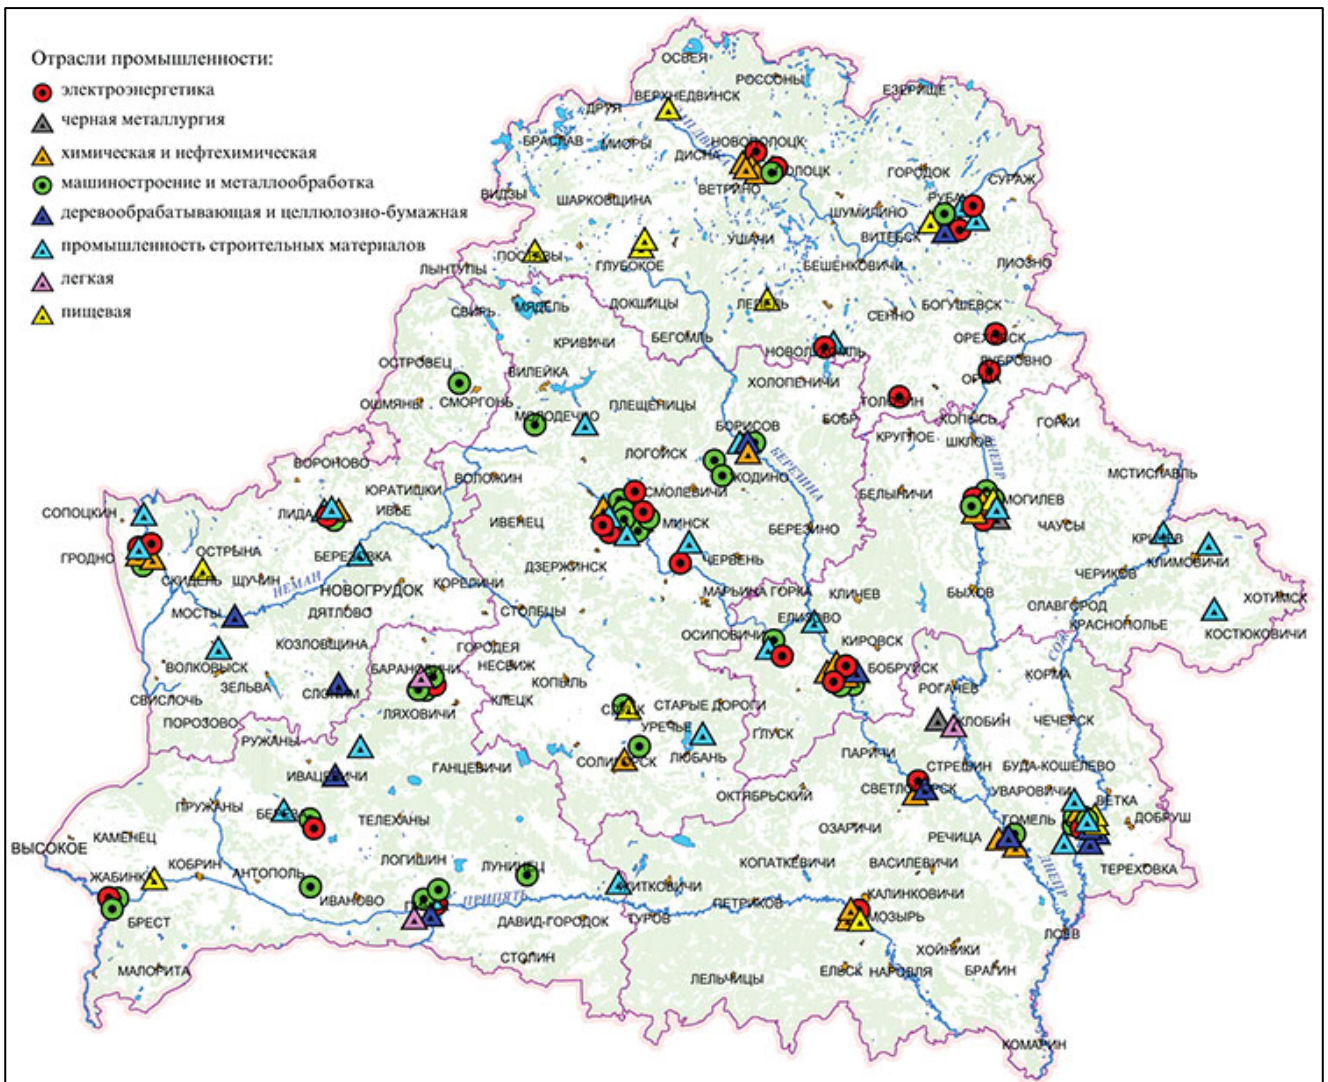 Отрасли промышленности:
электроэнергетика
черная металлургия
химическая и нефтехимическая
машиностроение и металлообработка
деревообрабатывающая и целлюлозно-бумажная
промышленность строительных материалов
легкая
пищевая
ОСВЕЯ
РОССОНЫ
ЕЗЕРИЩЕ
ВЕРХНЕДВИНСК
ДРУЯ
БРАСЛАВ
МИОРЫ
НОВОПОЛОЦК
ДИСНА
ВЕТРИНО
ГОРОДОК
СУРАЖ
ВИДЗЫ
ШАРКОВЩИНА
ШУМИЛИНО
ВИТЕБСК
УШАЧИ
ПОСТАВЫ
ГЛУБОКОЕ
БЕШЕНКОВИЧИ
ЛИОЗНО
ЛЫНТУПЫ
СВИРЬ
МЯДЕЛЬ
ДОКШИЦЫ
СЕННО
БОГУШЕВСК
КРИВИЧИ
БЕГОМЛЬ
ДУБРОВНО
ОСТРОВЕЦ
ВИЛЕЙКА
ХОЛОПЕНИЧИ
ОШМЯНЫ
СМОРГОНЬ
ПЛЕЩЕНИЦЫ
МОЛОДЕЧНО
БОРИСОВ
БОБР
КОПЫСЬ
ГОРКИ
КРУГЛОЕ
ШКЛОВ
ДНЕПР
БЕРЕЗИНА
ВОРОНОВО
ЛОГОЙСК
МСТИСЛАВЛЬ
ВОЛОЖИН
ЮРАТИШКИ
СМОЛЕВИЧИ
БЕЛЫНИЧИ
МОГИЛЕВ
СОПОЦКИН
ЛИДА
ИВЬЕ
ИВЕНЕЦ
МИНСК
БЕРЕЗИНО
ЧАУСЫ
ГРОДНО
ОСТРЫНА
БЕРЕЗОВКА
ЧЕРВЕНЬ
КРИЧЕВ
КЛИМОВИЧИ
СКИДЕЛЬ
ЩУЧИН
НЕМАН
НОВОГРУДОК
КОРЕЛИЧИ
ДЗЕРЖИНСК
МАРЬИНА ГОРКА
КЛИЧЕВ
БЫХОВ
ЧЕРИКОВ
ХОТИМСК
МОСТЫ
ДЯТЛОВО
СТОЛБЦЫ
ЕЛИЗОВО
КРАСНОПОЛЬЕ
КОСТЮКОВИЧИ
КОЗЛОВЩИНА
ОСИПОВИЧИ
КИРОВСК
СОЖ
ВОЛКОВЫСК
ЗЕЛЬВА
ГОРОДЕЯ
НЕСВИЖ
БАРАНОВИЧИ
КОПЫЛЬ
БОБРУЙСК
КОРМА
СВИСЛОЧЬ
СЛОНИМ
КЛЕЦК
РОГАЧЕВ
ПОРОЗОВО
ЛЯХОВИЧИ
СТАРЫЕ ДОРОГИ
ЧЕЧЕРСК
РУЖАНЫ
УРЕЧЬЕ
ГЛУСК
ПАРИЧИ
ИВАЦЕВИЧИ
ГАНЦЕВИЧИ
СОЛИГОРСК
ЛЮБАНЬ
СТРЕШИН
БУДА-КОШЕЛЕВО
ОКТЯБРЬСКИЙ
СВЕТЛОГОРСК
УВАРОВИЧИ
ВЕТКА
ПРУЖАНЫ
ТЕЛЕХАНЫ
ГОМЕЛЬ
ДОБРУШ
КАМЕНЕЦ
ОЗАРИЧИ
РЕЧИЦА
ВЫСОКОЕ
ЛОГИШИН
ЛУНИНЕЦ
КОПАТКЕВИЧИ
ВАСИЛЕВИЧИ
ТЕРЕХОВКА
ЖАБИНКА
КОБРИН
АНТОПОЛЬ
ЖИТКОВИЧИ
КАЛИНКОВИЧИ
ДНЕПР
ИВАНОВО
ПРИПЯТЬ
ПЕТРИКОВ
БРЕСТ
ДАВИД-ГОРОДОК
ТУРОВ
МОЗЫРЬ
ЛОЕВ
СТОЛИН
ХОЙНИКИ
МАЛОРИТА
ЛЕЛЬЧИЦЫ
ЕЛЬСК
НАРОВЛЯ
БРАГИН
КОМАРИН